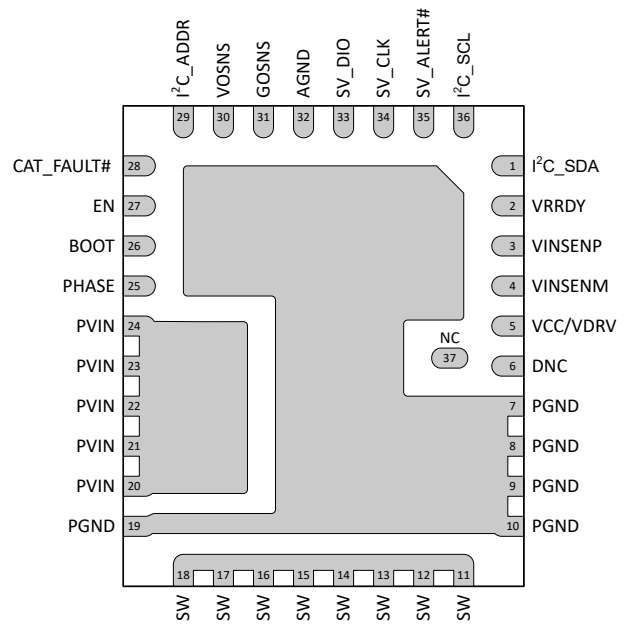 I²C_ADDR
VOSNS
GOSNS
AGND
SV_DIO
SV_CLK
SV_ALERT#
I²C_SCL
29 30 31 32 33 34 35 36
CAT_FAULT# 28
1 I²C_SDA
EN 27
2 VRRDY
BOOT 26
3 VINSENP
PHASE 25
4 VINSENM
PVIN 24
5 VCC/VDRV
NC
37
PVIN 23
6 DNC
PVIN 22
7 PGND
PVIN 21
8 PGND
PVIN 20
9 PGND
PGND 19
10 PGND
18 17 16 15 14 13 12 11
SW
SW
SW
SW
SW
SW
SW
SW